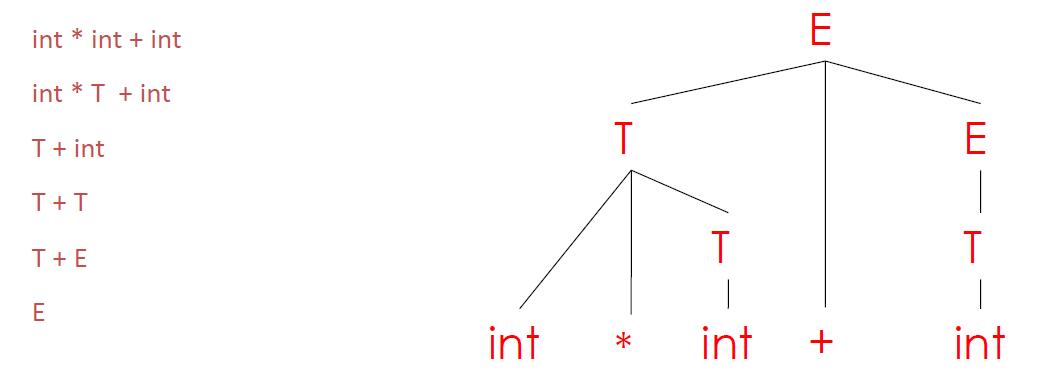 int * int + int
int * T + int
T + int
T + T
T + E
E
E
T E
T T
int * int + int